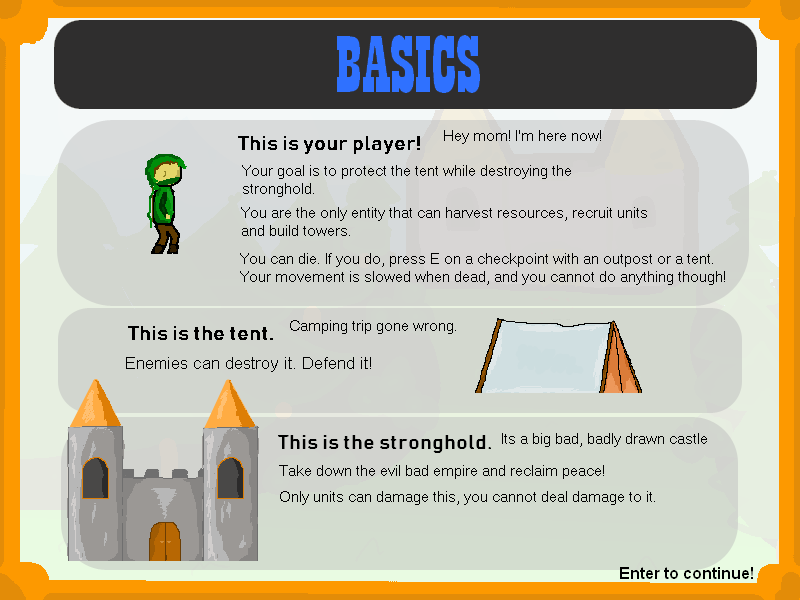 BASICS
This is your player! Hey mom! I'm here now!
Your goal is to protect the tent while destroying the
stronghold.
You are the only entity that can harvest resources, recruit units
and build towers.
You can die. If you do, press E on a checkpoint with an outpost or a tent.
Your movement is slowed when dead, and you cannot do anything though!
This is the tent. Camping trip gone wrong.
Enemies can destroy it. Defend it!
This is the stronghold. Its a big bad, badly drawn castle
Take down the evil bad empire and reclaim peace!
Only units can damage this, you cannot deal damage to it.
Enter to continue!